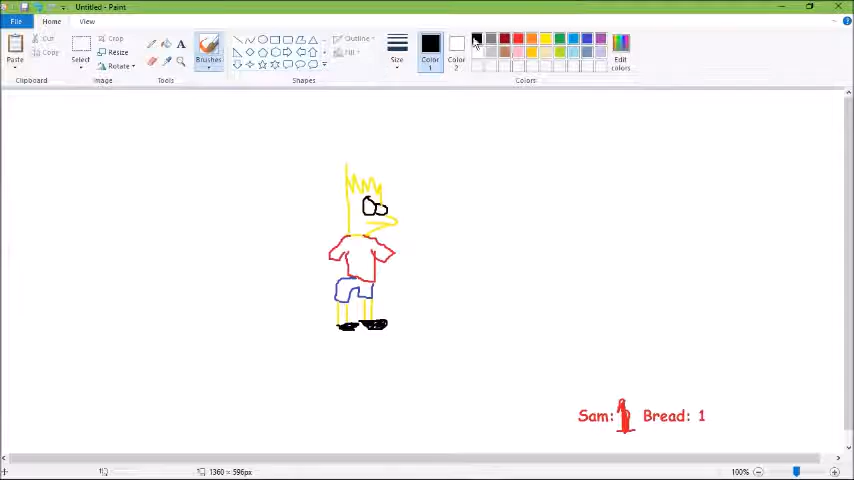 Untitled - Paint
File Home View
Paste
Cut
Copy
Clipboard
Select
Crop
Resize
Rotate
Image
A
Tools
Brushes
Outline
Fill
Shapes
Size
Color
1
Color
2
Edit
colors
Colors
Sam: 1 Bread: 1
1360 × 596px 100%